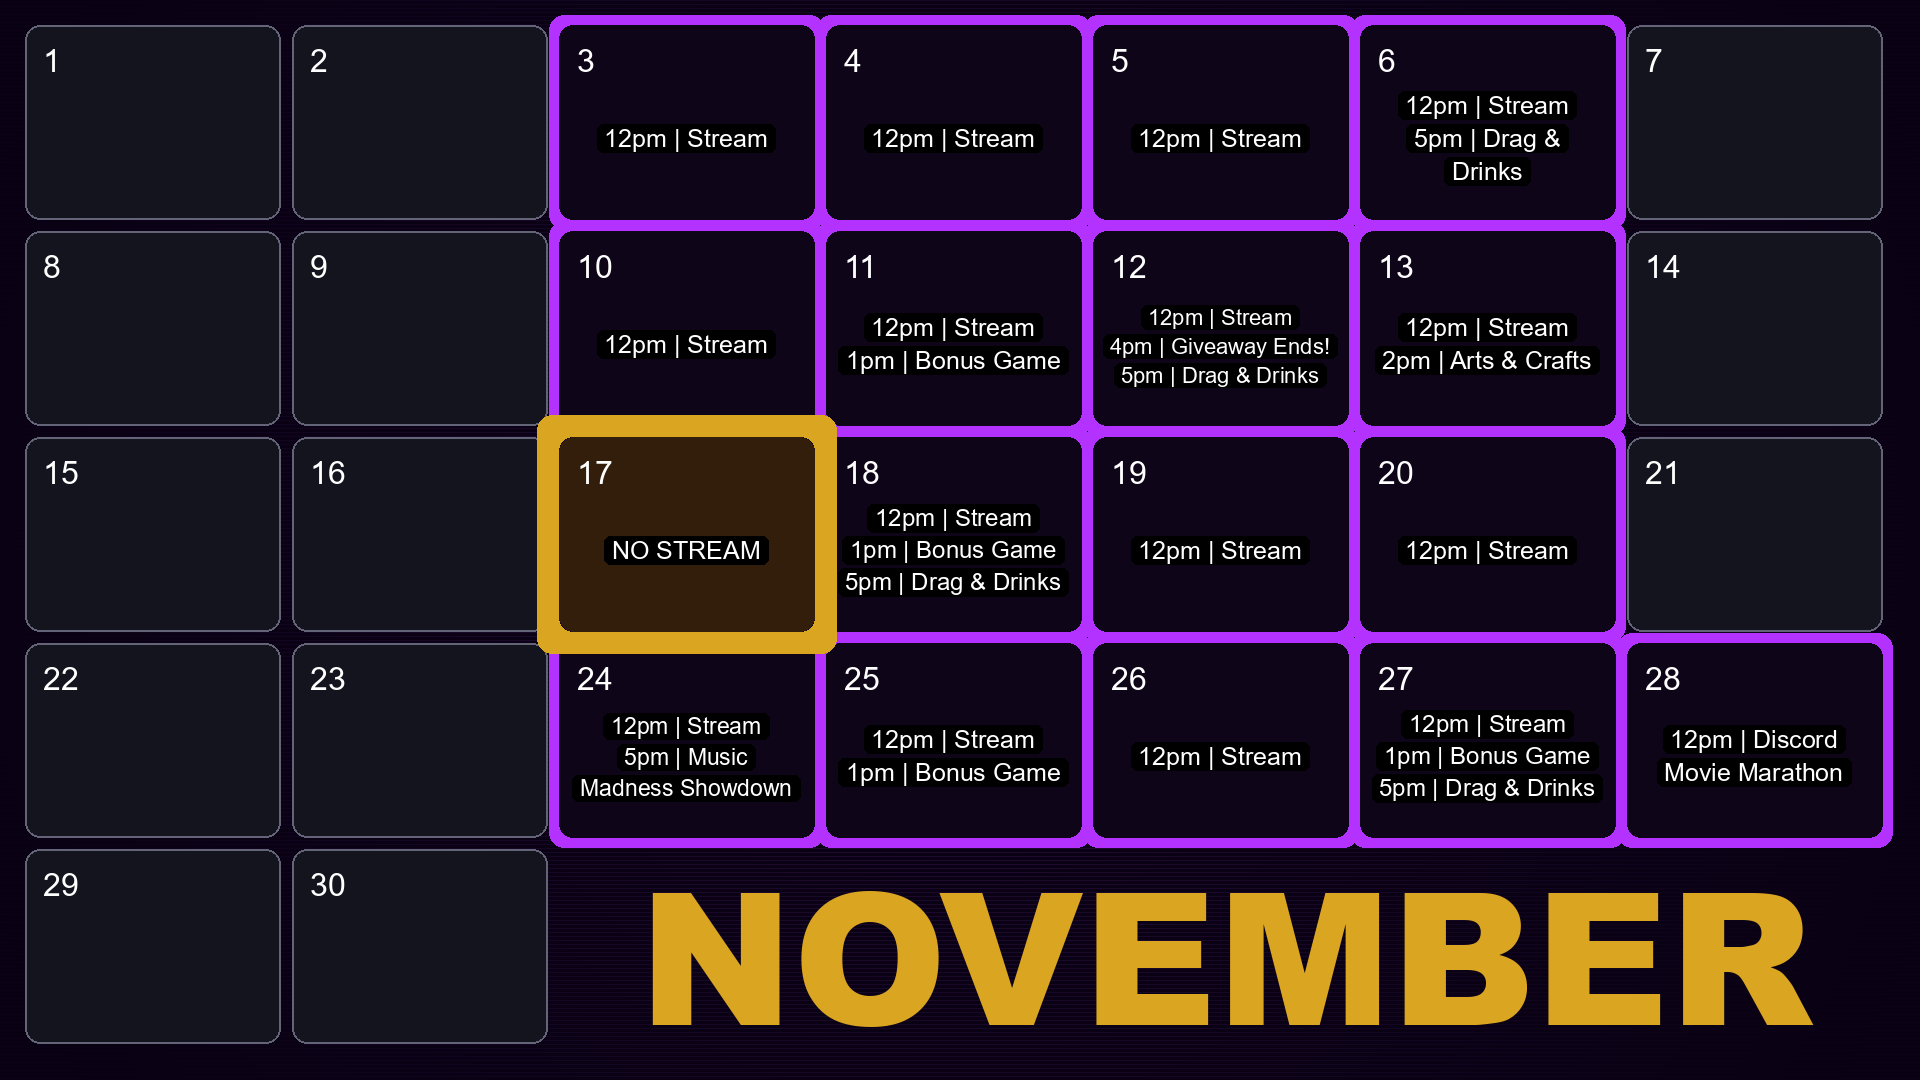 1
2
3
12pm | Stream
4
12pm | Stream
5
12pm | Stream
6
12pm | Stream
5pm | Drag &
Drinks
7
8
9
10
12pm | Stream
11
12pm | Stream
1pm | Bonus Game
12
12pm | Stream
4pm | Giveaway Ends!
5pm | Drag & Drinks
13
12pm | Stream
2pm | Arts & Crafts
14
15
16
17
NO STREAM
18
12pm | Stream
1pm | Bonus Game
5pm | Drag & Drinks
19
12pm | Stream
20
12pm | Stream
21
22
23
24
12pm | Stream
5pm | Music
Madness Showdown
25
12pm | Stream
1pm | Bonus Game
26
12pm | Stream
27
12pm | Stream
1pm | Bonus Game
5pm | Drag & Drinks
28
12pm | Discord
Movie Marathon
29
30
NOVEMBER